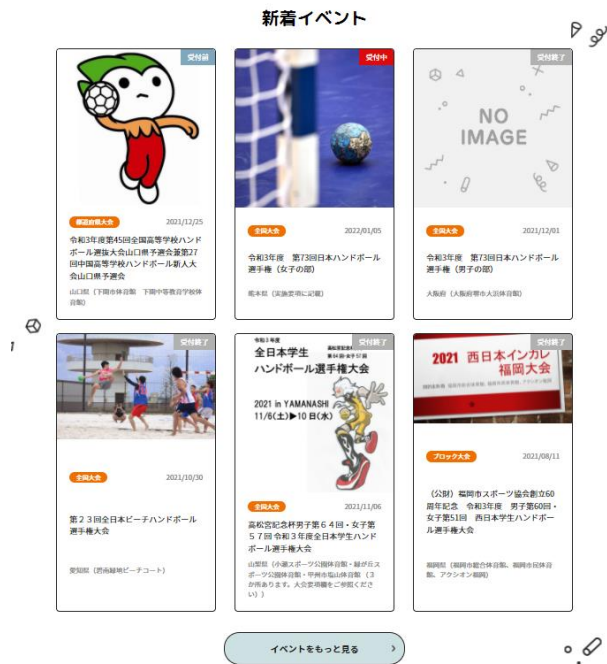 新着イベント
受付前
都道府県大会 2021/12/25
令和3年度第45回全国高等学校ハンド
ボール選抜大会山口県予選会兼第27
回中国高等学校ハンドボール新人大
会山口県予選会
山口県（下関市体育館 下関中等教育学校体
育館）
受付中
全国大会 2022/01/05
令和3年度 第73回日本ハンドボール
選手権（女子の部）
熊本県（実施要項に記載）
受付終了
NO
IMAGE
全国大会 2021/12/01
令和3年度 第73回日本ハンドボール
選手権（男子の部）
大阪府（大阪府堺市大浜体育館）
受付終了
全国大会 2021/10/30
第２３回全日本ビーチハンドボール
選手権大会
愛知県（碧南緑地ビーチコート）
受付終了
令和3年度
全日本学生
ハンドボール選手権大会
2021 in YAMANASHI
11/6(土)▶10日(水)
全国大会 2021/11/06
高松宮記念杯男子第６４回・女子第
５７回 令和３年度全日本学生ハンド
ボール選手権大会
山梨県（小瀬スポーツ公園体育館・緑が丘ス
ポーツ公園体育館・甲州市塩山体育館 （３
か所あります。大会要項欄をご参照くださ
い））
受付終了
2021 西日本インカレ
福岡大会
ブロック大会 2021/08/11
（公財）福岡市スポーツ協会創立60
周年記念 令和3年度 男子第60回・
女子第51回 西日本学生ハンドボー
ル選手権大会
福岡県（福岡市総合体育館、福岡市民体育
館、アクシオン福岡）
イベントをもっと見る